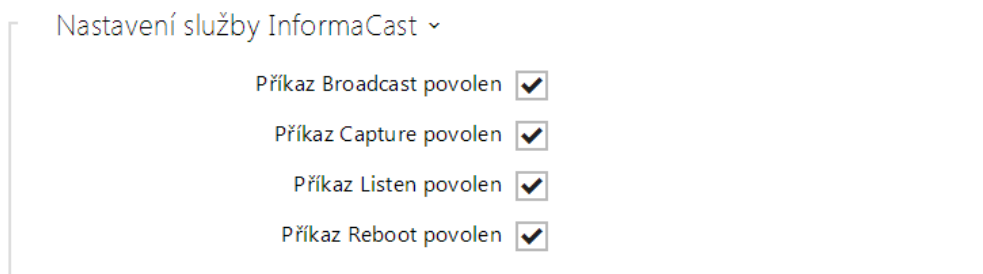 Nastavení služby InformaCast
Příkaz Broadcast povolen
Příkaz Capture povolen
Příkaz Listen povolen
Příkaz Reboot povolen